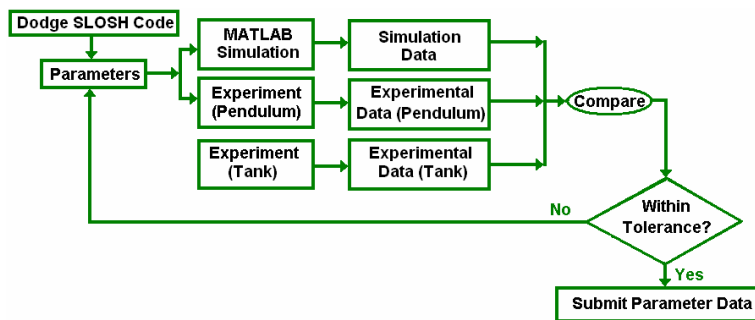 Dodge SLOSH Code
Parameters
MATLAB
Simulation
Simulation
Data
Experiment
(Pendulum)
Experimental
Data (Pendulum)
Compare
Experiment
(Tank)
Experimental
Data (Tank)
Within
Tolerance?
No
Yes
Submit Parameter Data